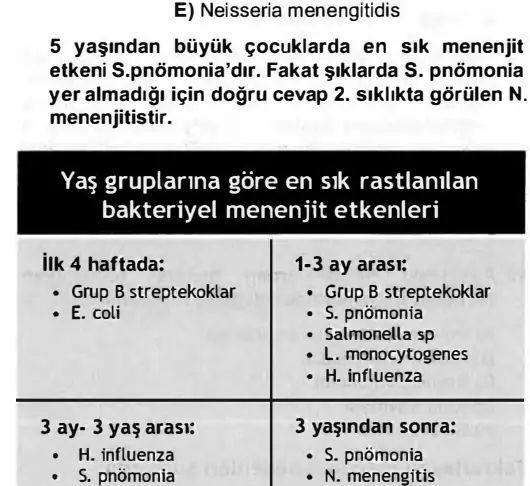 E) Neisseria menengitidis
5 yaşından büyük çocuklarda en sık menenjit
etkeni S.pnömonia'dır. Fakat şıklarda S. pnömonia
yer almadığı için doğru cevap 2. sıklıkta görülen N.
menenjitistir.
Yaş gruplarına göre en sık rastlanılan
bakteriyel menenjit etkenleri
İlk 4 haftada:
• Grup B streptekoklar
• E. coli
1-3 ay arası:
• Grup B streptekoklar
• S. pnömonia
• Salmonella sp
• L. monocytogenes
• H. influenza
3 ay- 3 yaş arası:
• H. influenza
• S. pnömonia
3 yaşından sonra:
• S. pnömonia
• N. menengitis